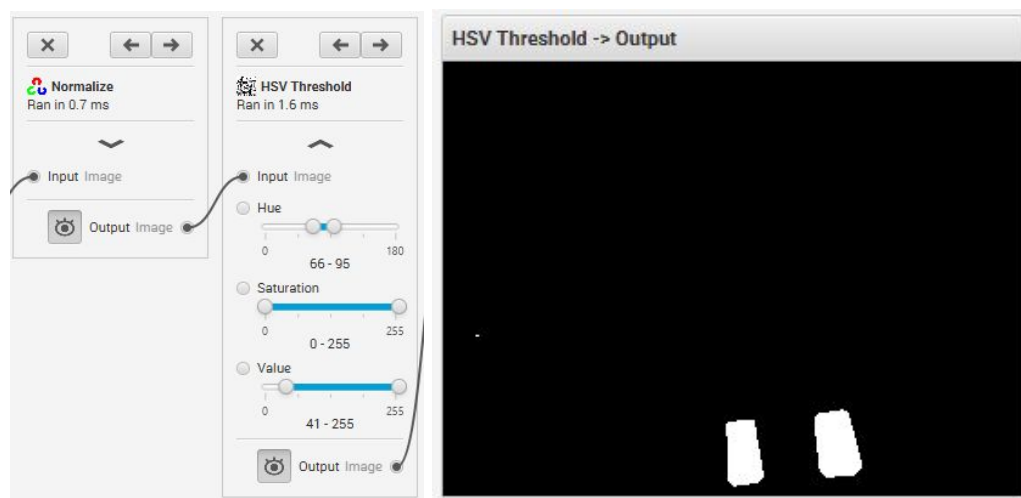 Normalize
Ran in 0.7 ms
Input Image
Output Image
HSV Threshold
Ran in 1.6 ms
Input Image
Hue
0 180
66 - 95
Saturation
0 255
0 - 255
Value
0 255
41 - 255
Output Image
HSV Threshold -> Output